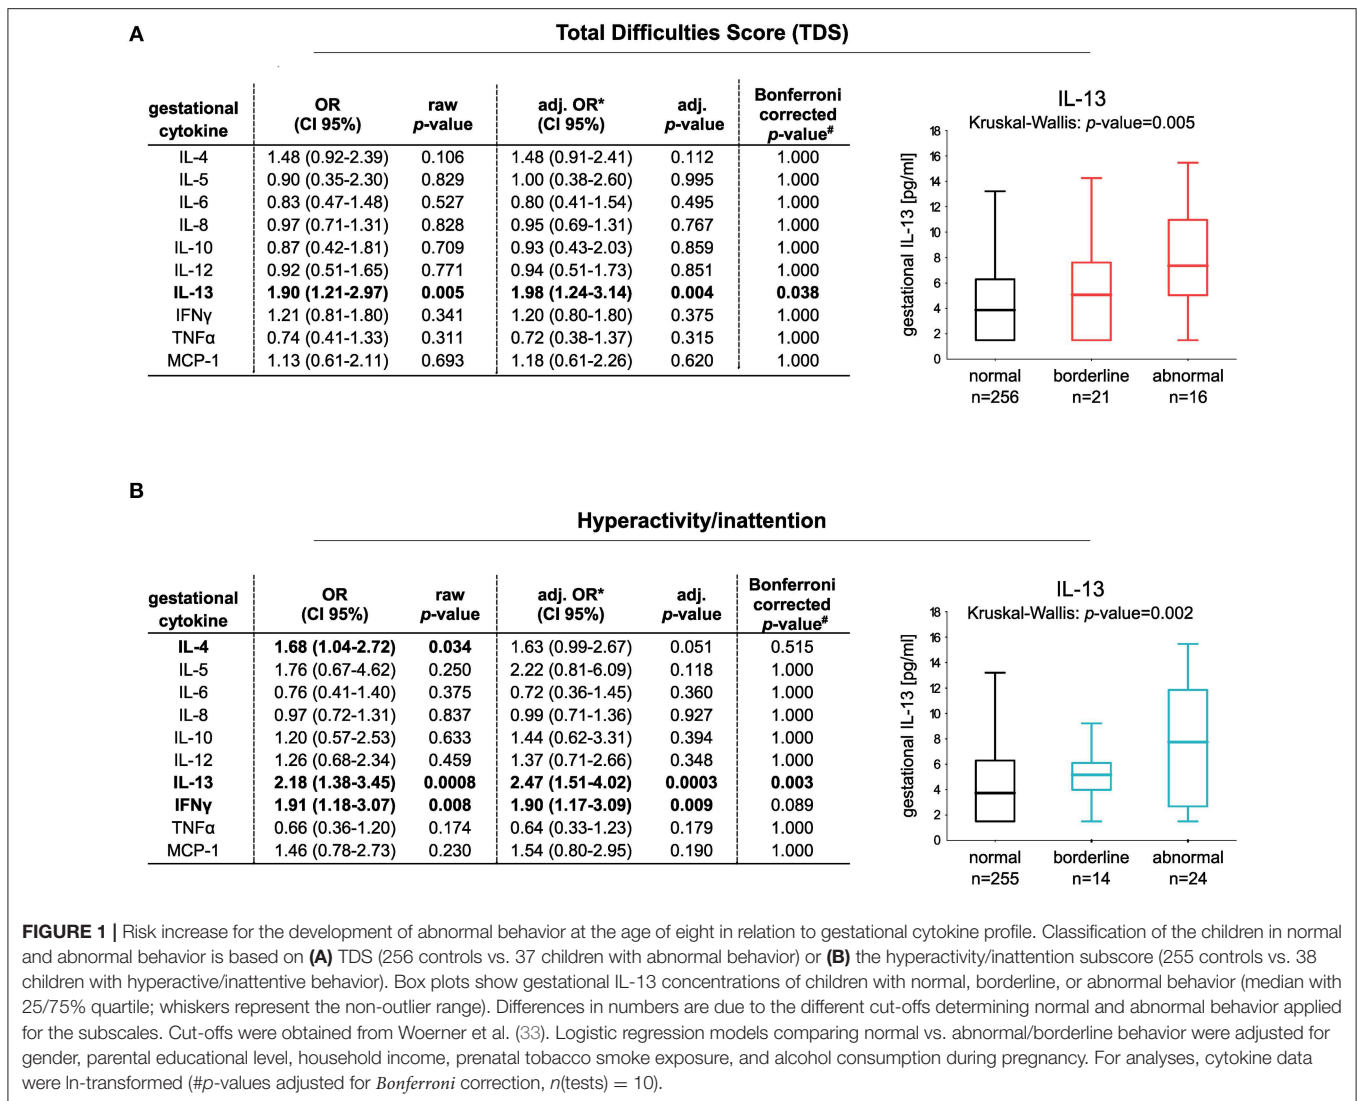 A
Total Difficulties Score (TDS)
gestational cytokine | OR (CI 95%) | raw p-value | adj. OR* (CI 95%) | adj. p-value | Bonferroni corrected p-value#
IL-4 1.48 (0.92-2.39) 0.106 1.48 (0.91-2.41) 0.112 1.000
IL-5 0.90 (0.35-2.30) 0.829 1.00 (0.38-2.60) 0.995 1.000
IL-6 0.83 (0.47-1.48) 0.527 0.80 (0.41-1.54) 0.495 1.000
IL-8 0.97 (0.71-1.31) 0.828 0.95 (0.69-1.31) 0.767 1.000
IL-10 0.87 (0.42-1.81) 0.709 0.93 (0.43-2.03) 0.859 1.000
IL-12 0.92 (0.51-1.65) 0.771 0.94 (0.51-1.73) 0.851 1.000
IL-13 1.90 (1.21-2.97) 0.005 1.98 (1.24-3.14) 0.004 0.038
IFNγ 1.21 (0.81-1.80) 0.341 1.20 (0.80-1.80) 0.375 1.000
TNFα 0.74 (0.41-1.33) 0.311 0.72 (0.38-1.37) 0.315 1.000
MCP-1 1.13 (0.61-2.11) 0.693 1.18 (0.61-2.26) 0.620 1.000
IL-13
Kruskal-Wallis: p-value=0.005
gestational IL-13 [pg/ml]
18
16
14
12
10
8
6
4
2
0
normal borderline abnormal
n=256 n=21 n=16
B
Hyperactivity/inattention
gestational cytokine | OR (CI 95%) | raw p-value | adj. OR* (CI 95%) | adj. p-value | Bonferroni corrected p-value#
IL-4 1.68 (1.04-2.72) 0.034 1.63 (0.99-2.67) 0.051 0.515
IL-5 1.76 (0.67-4.62) 0.250 2.22 (0.81-6.09) 0.118 1.000
IL-6 0.76 (0.41-1.40) 0.375 0.72 (0.36-1.45) 0.360 1.000
IL-8 0.97 (0.72-1.31) 0.837 0.99 (0.71-1.36) 0.927 1.000
IL-10 1.20 (0.57-2.53) 0.633 1.44 (0.62-3.31) 0.394 1.000
IL-12 1.26 (0.68-2.34) 0.459 1.37 (0.71-2.66) 0.348 1.000
IL-13 2.18 (1.38-3.45) 0.0008 2.47 (1.51-4.02) 0.0003 0.003
IFNγ 1.91 (1.18-3.07) 0.008 1.90 (1.17-3.09) 0.009 0.089
TNFα 0.66 (0.36-1.20) 0.174 0.64 (0.33-1.23) 0.179 1.000
MCP-1 1.46 (0.78-2.73) 0.230 1.54 (0.80-2.95) 0.190 1.000
IL-13
Kruskal-Wallis: p-value=0.002
gestational IL-13 [pg/ml]
18
16
14
12
10
8
6
4
2
0
normal borderline abnormal
n=255 n=14 n=24
FIGURE 1 | Risk increase for the development of abnormal behavior at the age of eight in relation to gestational cytokine profile. Classification of the children in normal
and abnormal behavior is based on (A) TDS (256 controls vs. 37 children with abnormal behavior) or (B) the hyperactivity/inattention subscore (255 controls vs. 38
children with hyperactive/inattentive behavior). Box plots show gestational IL-13 concentrations of children with normal, borderline, or abnormal behavior (median with
25/75% quartile; whiskers represent the non-outlier range). Differences in numbers are due to the different cut-offs determining normal and abnormal behavior applied
for the subscales. Cut-offs were obtained from Woerner et al. (33). Logistic regression models comparing normal vs. abnormal/borderline behavior were adjusted for
gender, parental educational level, household income, prenatal tobacco smoke exposure, and alcohol consumption during pregnancy. For analyses, cytokine data
were ln-transformed (#p-values adjusted for Bonferroni correction, n(tests) = 10).